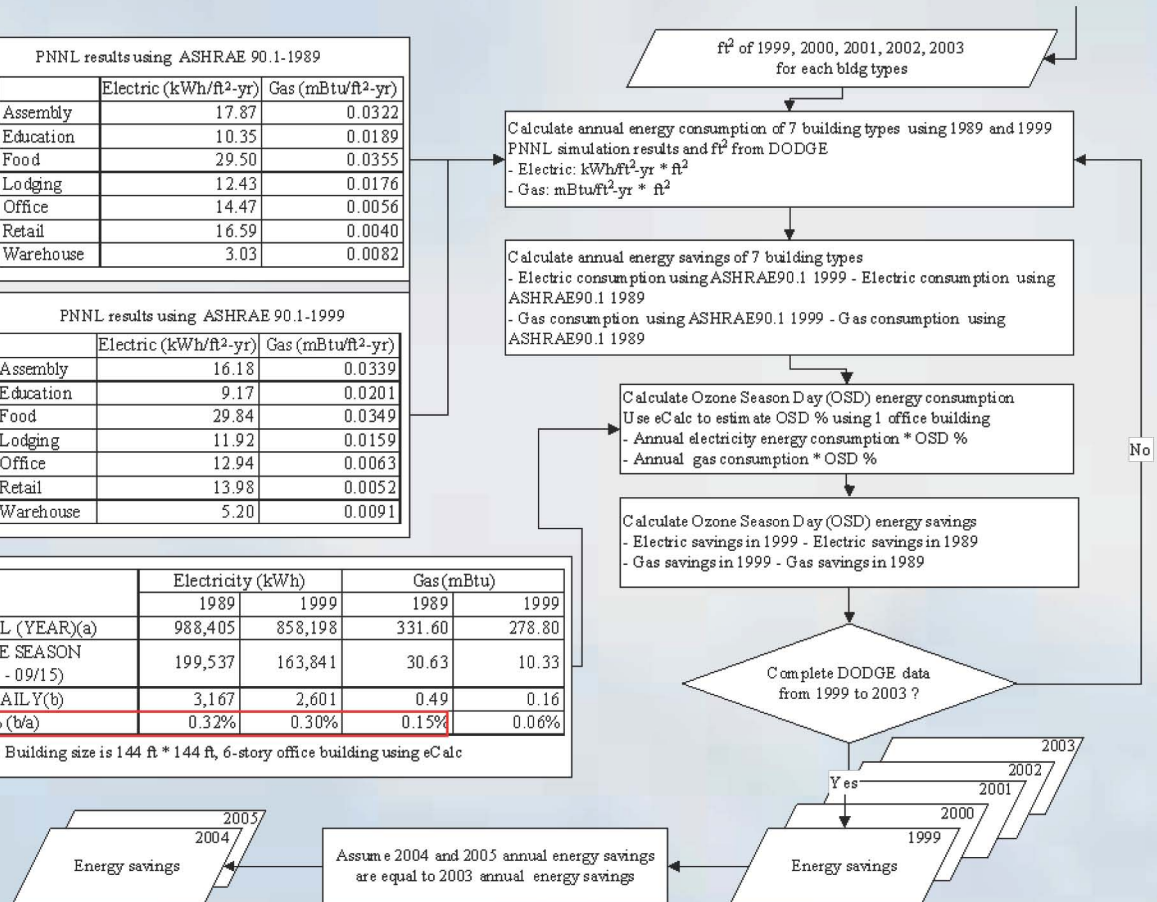 PNNL results using ASHRAE 90.1-1989
Electric (kWh/ft²-yr) Gas (mBtu/ft²-yr)
Assembly 17.87 0.0322
Education 10.35 0.0189
Food 29.50 0.0355
Lodging 12.43 0.0176
Office 14.47 0.0056
Retail 16.59 0.0040
Warehouse 3.03 0.0082
PNNL results using ASHRAE 90.1-1999
Electric (kWh/ft²-yr) Gas (mBtu/ft²-yr)
Assembly 16.18 0.0339
Education 9.17 0.0201
Food 29.84 0.0349
Lodging 11.92 0.0159
Office 12.94 0.0063
Retail 13.98 0.0052
Warehouse 5.20 0.0091
Electricity (kWh) Gas (mBtu)
1989 1999 1989 1999
L (YEAR)(a) 988,405 858,198 331.60 278.80
E SEASON
- 09/15) 199,537 163,841 30.63 10.33
AILY(b) 3,167 2,601 0.49 0.16
(b/a) 0.32% 0.30% 0.15% 0.06%
Building size is 144 ft * 144 ft, 6-story office building using eCalc
ft² of 1999, 2000, 2001, 2002, 2003
for each bldg types
Calculate annual energy consumption of 7 building types using 1989 and 1999
PNNL simulation results and ft² from DODGE
- Electric: kWh/ft²-yr * ft²
- Gas: mBtu/ft²-yr * ft²
Calculate annual energy savings of 7 building types
- Electric consumption using ASHRAE90.1 1999 - Electric consumption using
ASHRAE90.1 1989
- Gas consumption using ASHRAE90.1 1999 - Gas consumption using
ASHRAE90.1 1989
Calculate Ozone Season Day (OSD) energy consumption
Use eCalc to estimate OSD % using 1 office building
- Annual electricity energy consumption * OSD %
- Annual gas consumption * OSD %
No
Calculate Ozone Season Day (OSD) energy savings
- Electric savings in 1999 - Electric savings in 1989
- Gas savings in 1999 - Gas savings in 1989
Complete DODGE data
from 1999 to 2003 ?
Yes
2003
2002
2001
2000
1999
Energy savings
Assume 2004 and 2005 annual energy savings
are equal to 2003 annual energy savings
2005
2004
Energy savings